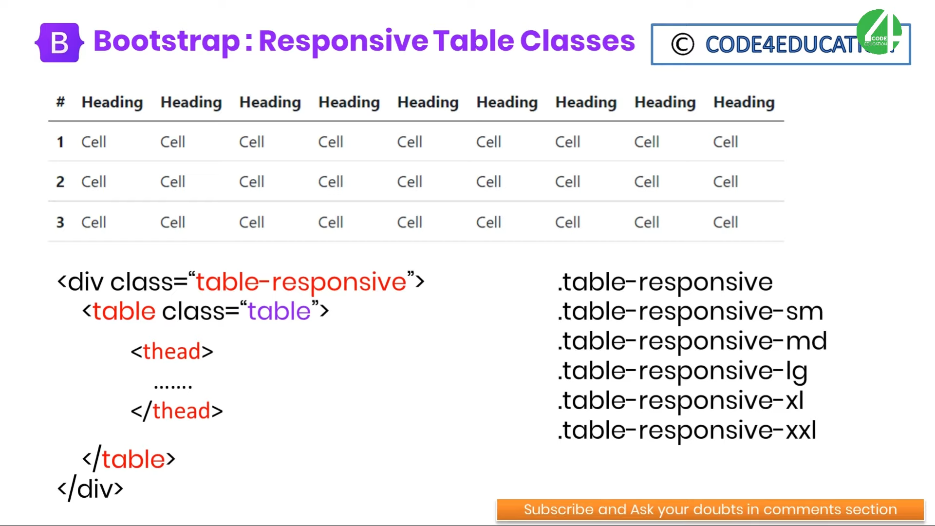 B Bootstrap : Responsive Table Classes
© CODE4EDUCATION
4
CODE
# Heading Heading Heading Heading Heading Heading Heading Heading Heading
1 Cell Cell Cell Cell Cell Cell Cell Cell Cell
2 Cell Cell Cell Cell Cell Cell Cell Cell Cell
3 Cell Cell Cell Cell Cell Cell Cell Cell Cell
<div class=“table-responsive”>
<table class=“table”>
<thead>
.......
</thead>
</table>
</div>
.table-responsive
.table-responsive-sm
.table-responsive-md
.table-responsive-lg
.table-responsive-xl
.table-responsive-xxl
Subscribe and Ask your doubts in comments section